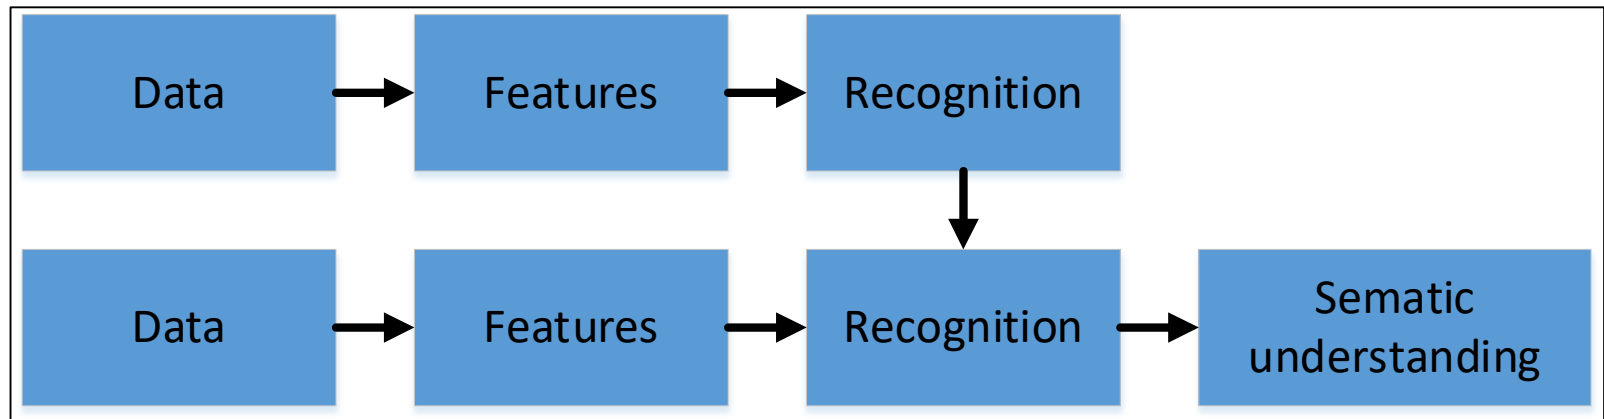 Data
Features
Recognition
Data
Features
Recognition
Sematic
understanding